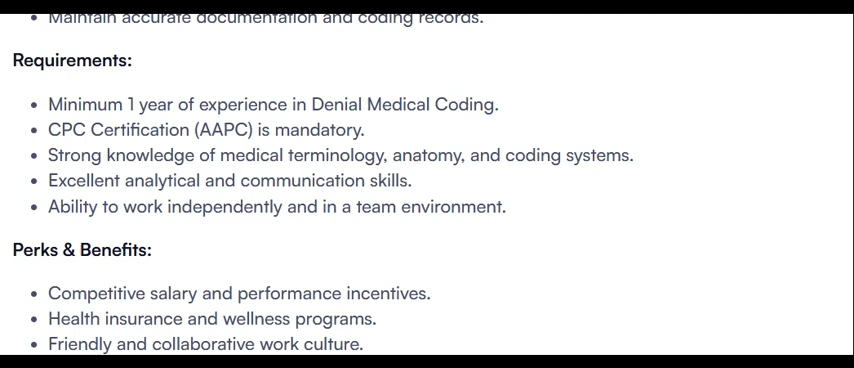 • Maintain accurate documentation and coding records.
Requirements:
• Minimum 1 year of experience in Denial Medical Coding.
• CPC Certification (AAPC) is mandatory.
• Strong knowledge of medical terminology, anatomy, and coding systems.
• Excellent analytical and communication skills.
• Ability to work independently and in a team environment.
Perks & Benefits:
• Competitive salary and performance incentives.
• Health insurance and wellness programs.
• Friendly and collaborative work culture.